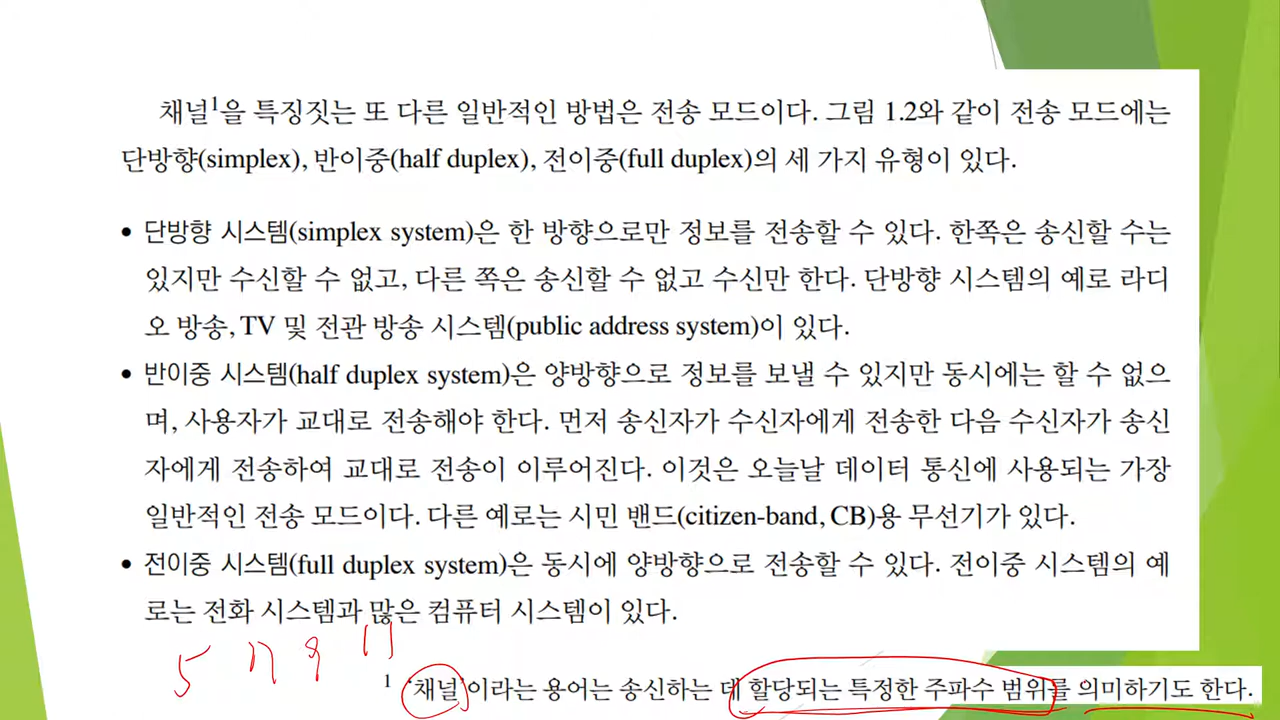 채널1을 특징짓는 또 다른 일반적인 방법은 전송 모드이다. 그림 1.2와 같이 전송 모드에는
단방향(simplex), 반이중(half duplex), 전이중(full duplex)의 세 가지 유형이 있다.
• 단방향 시스템(simplex system)은 한 방향으로만 정보를 전송할 수 있다. 한쪽은 송신할 수는
있지만 수신할 수 없고, 다른 쪽은 송신할 수 없고 수신만 한다. 단방향 시스템의 예로 라디
오 방송, TV 및 전관 방송 시스템(public address system)이 있다.
• 반이중 시스템(half duplex system)은 양방향으로 정보를 보낼 수 있지만 동시에는 할 수 없으
며, 사용자가 교대로 전송해야 한다. 먼저 송신자가 수신자에게 전송한 다음 수신자가 송신
자에게 전송하여 교대로 전송이 이루어진다. 이것은 오늘날 데이터 통신에 사용되는 가장
일반적인 전송 모드이다. 다른 예로는 시민 밴드(citizen-band, CB)용 무선기가 있다.
• 전이중 시스템(full duplex system)은 동시에 양방향으로 전송할 수 있다. 전이중 시스템의 예
로는 전화 시스템과 많은 컴퓨터 시스템이 있다.
5 7 9 11
1 '채널'이라는 용어는 송신하는 데 할당되는 특정한 주파수 범위를 의미하기도 한다.